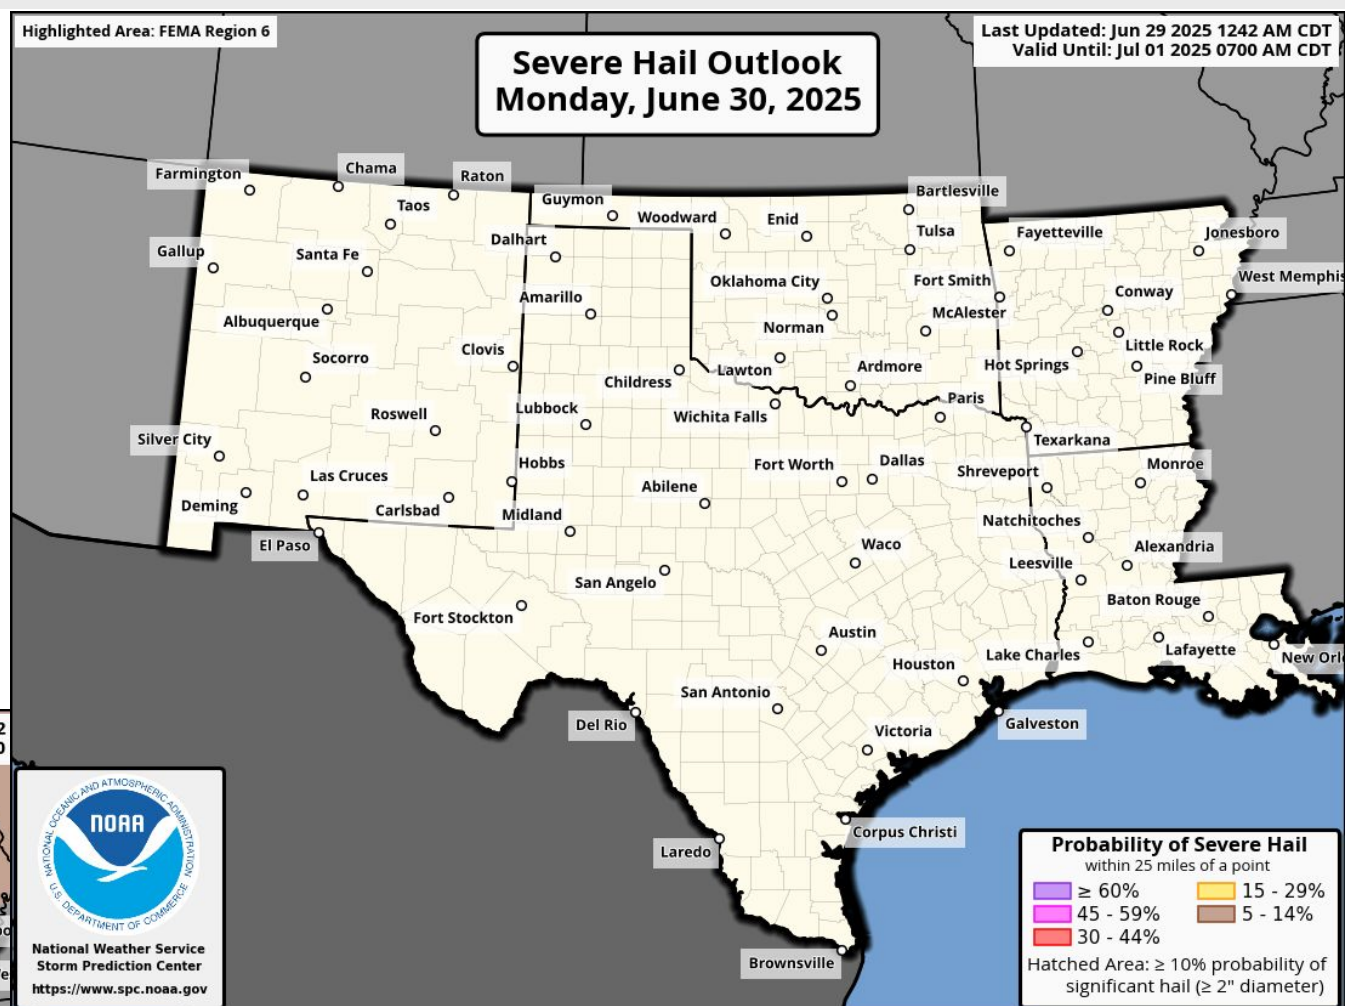 Highlighted Area: FEMA Region 6
Severe Hail Outlook
Monday, June 30, 2025
Last Updated: Jun 29 2025 1242 AM CDT
Valid Until: Jul 01 2025 0700 AM CDT
Farmington
Chama
Raton
Taos
Guymon
Woodward
Enid
Bartlesville
Tulsa
Fayetteville
Jonesboro
Gallup
Santa Fe
Dalhart
Oklahoma City
Fort Smith
West Memphis
Albuquerque
Amarillo
Norman
McAlester
Conway
Little Rock
Socorro
Clovis
Childress
Lawton
Ardmore
Hot Springs
Pine Bluff
Roswell
Lubbock
Wichita Falls
Paris
Texarkana
Silver City
Las Cruces
Hobbs
Abilene
Fort Worth
Dallas
Shreveport
Monroe
Deming
Carlsbad
Midland
Natchitoches
El Paso
San Angelo
Waco
Leesville
Alexandria
Fort Stockton
Austin
Baton Rouge
Houston
Lake Charles
Lafayette
New Orl
Del Rio
San Antonio
Victoria
Galveston
Laredo
Corpus Christi
Brownsville
2
0
NATIONAL OCEANIC AND ATMOSPHERIC ADMINISTRATION
NOAA
U.S. DEPARTMENT OF COMMERCE
National Weather Service
Storm Prediction Center
https://www.spc.noaa.gov
Probability of Severe Hail
within 25 miles of a point
≥ 60%
15 - 29%
45 - 59%
5 - 14%
30 - 44%
Hatched Area: ≥ 10% probability of
significant hail (≥ 2" diameter)